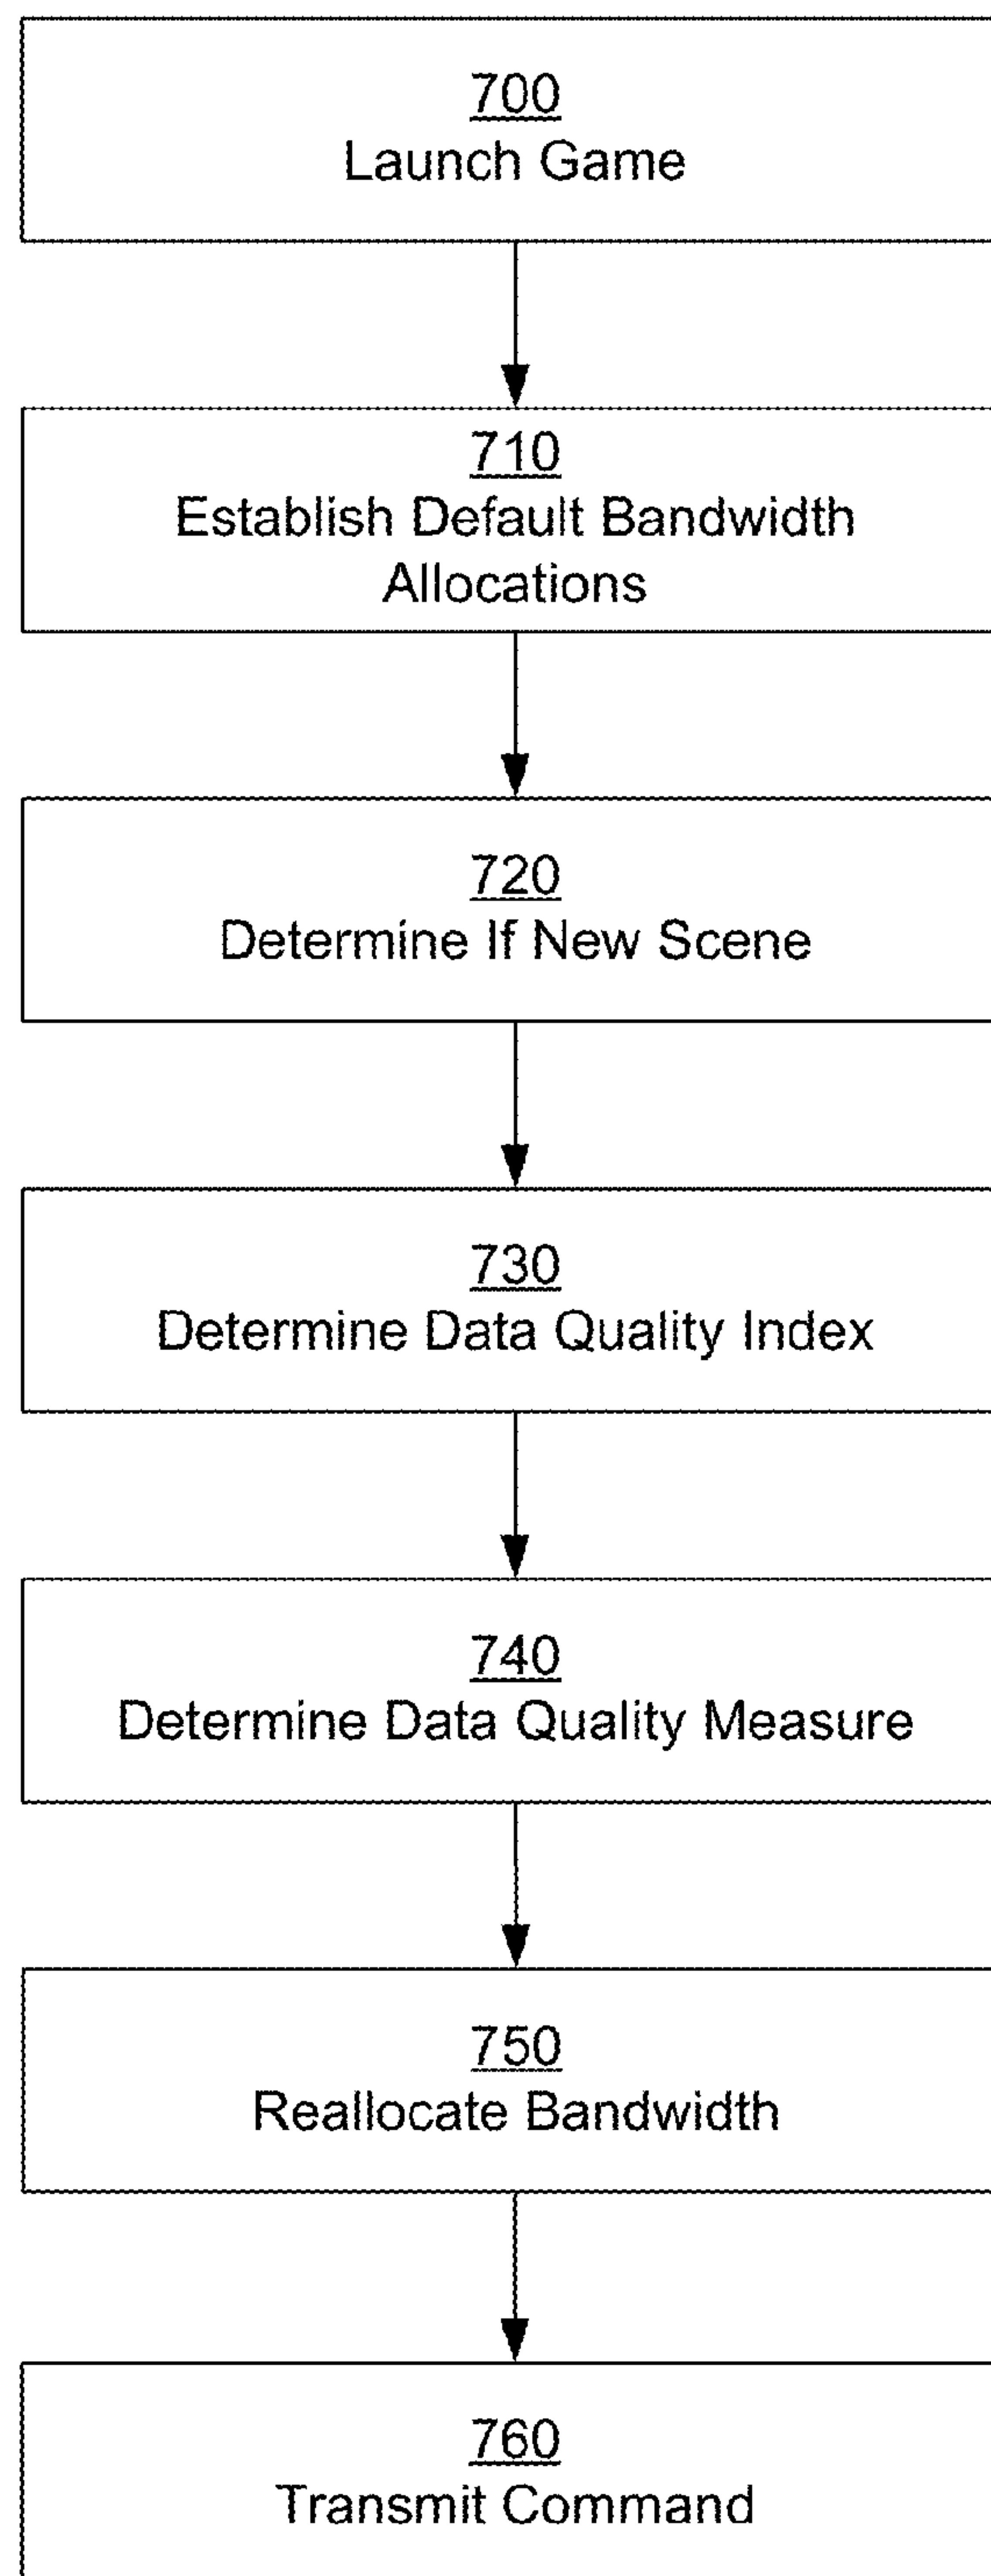 700
Launch Game
710
Establish Default Bandwidth
Allocations
720
Determine If New Scene
730
Determine Data Quality Index
740
Determine Data Quality Measure
750
Reallocate Bandwidth
760
Transmit Command